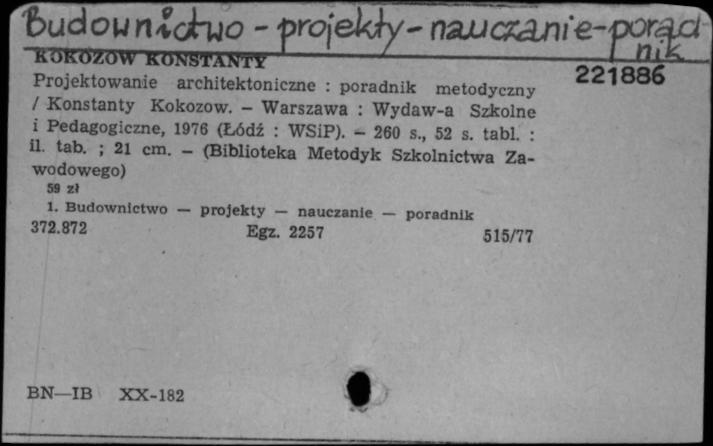 Budownictwo - projekty - nauczanie - porad
nik
KOKOZOW KONSTANTY
221886
Projektowanie architektoniczne : poradnik metodyczny
/ Konstanty Kokozow. — Warszawa : Wydaw-a Szkolne
i Pedagogiczne, 1976 (Łódź : WSiP). — 260 s., 52 s. tabl. :
il. tab. ; 21 cm. — (Biblioteka Metodyk Szkolnictwa Za-
wodowego)
59 zł
1. Budownictwo — projekty — nauczanie — poradnik
372.872 Egz. 2257 515/77
BN—IB XX-182